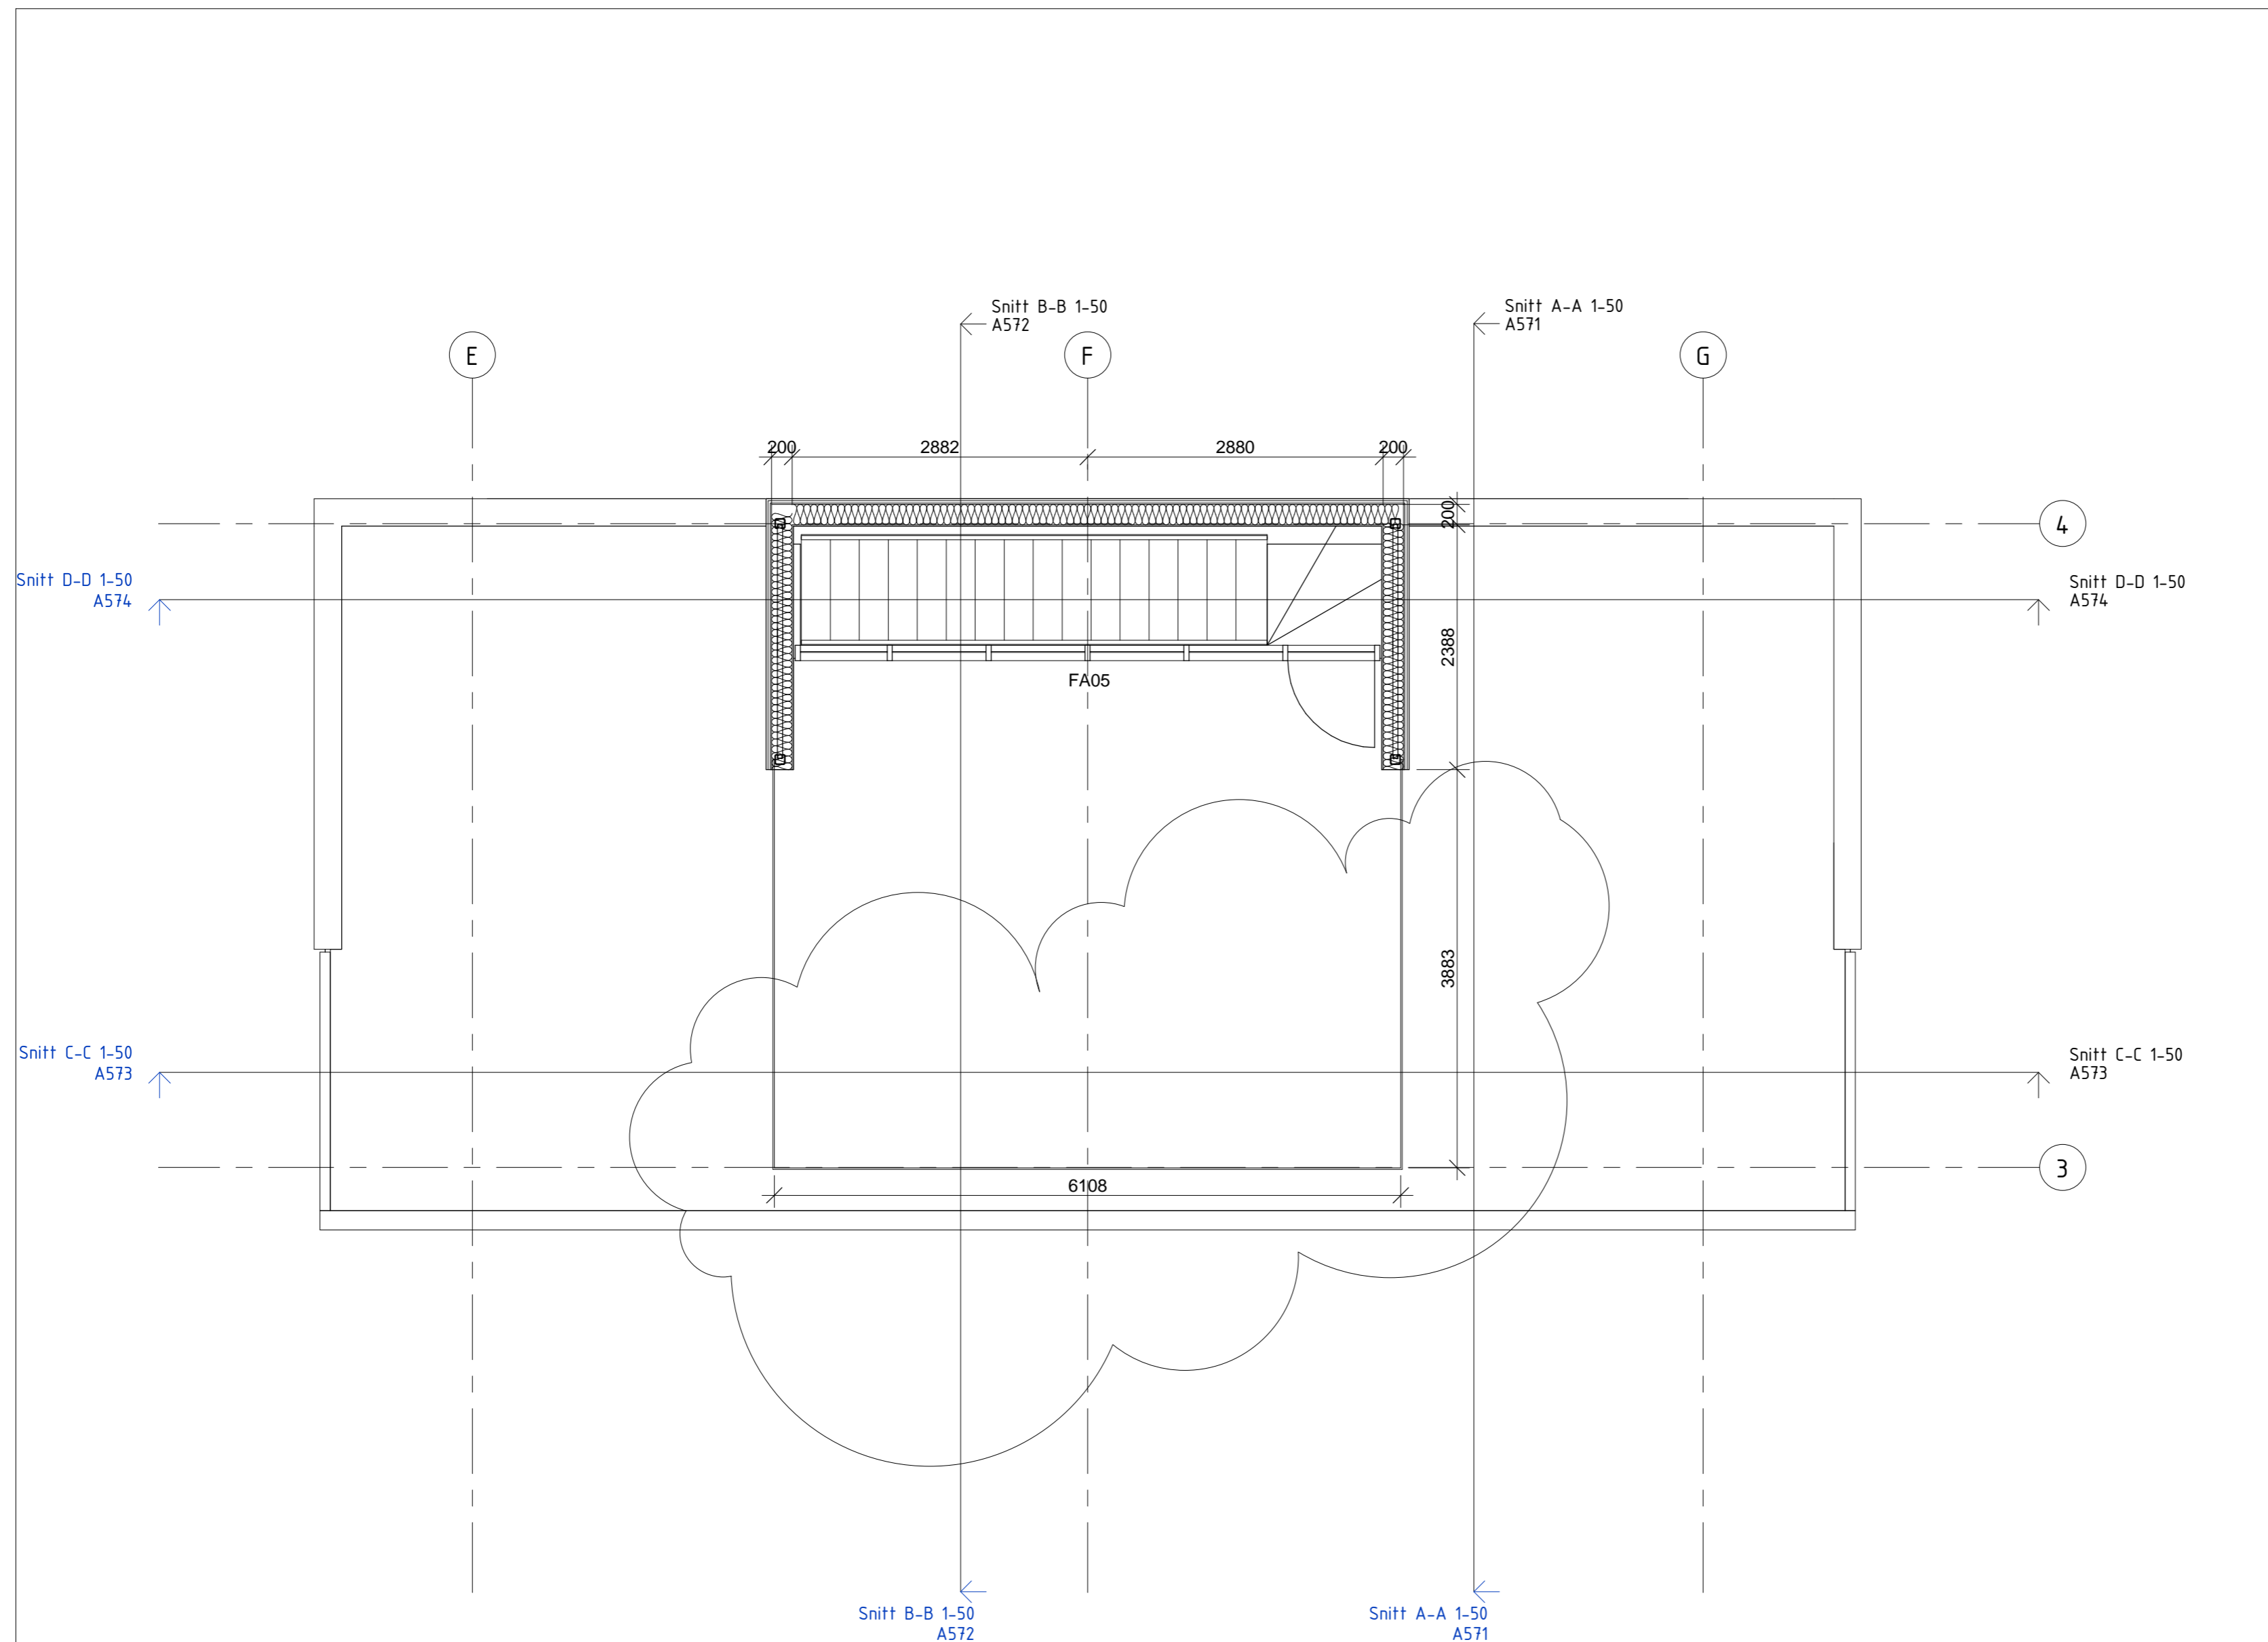 Snitt B-B 1-50
A572
Snitt A-A 1-50
A571
E
F
G
200
2882
2880
200
200
4
Snitt D-D 1-50
A574
Snitt D-D 1-50
A574
2388
FA05
3883
Snitt C-C 1-50
A573
Snitt C-C 1-50
A573
3
6108
Snitt B-B 1-50
A572
Snitt A-A 1-50
A571